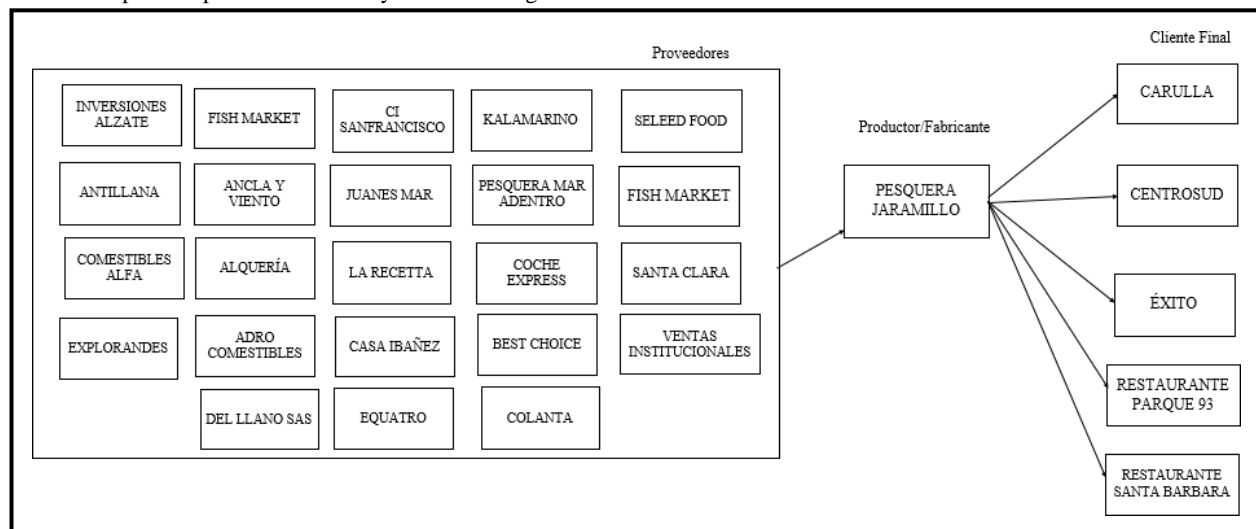 Cliente Final
Proveedores
INVERSIONES
ALZATE
FISH MARKET
CI
SANFRANCISCO
KALAMARINO
SELEED FOOD
CARULLA
Productor/Fabricante
ANTILLANA
ANCLA Y
VIENTO
JUANES MAR
PESQUERA MAR
ADENTRO
FISH MARKET
PESQUERA
JARAMILLO
CENTROSUD
COMESTIBLES
ALFA
ALQUERÍA
LA RECETTA
COCHE
EXPRESS
SANTA CLARA
ÉXITO
EXPLORANDES
ADRO
COMESTIBLES
CASA IBAÑEZ
BEST CHOICE
VENTAS
INSTITUCIONALES
RESTAURANTE
PARQUE 93
DEL LLANO SAS
EQUATRO
COLANTA
RESTAURANTE
SANTA BARBARA